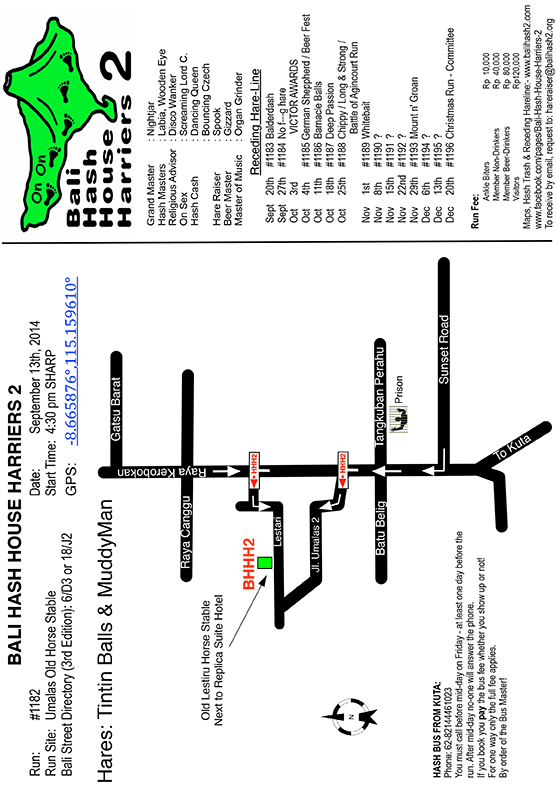 BALI HASH HOUSE HARRIERS 2
Run: #1182
Run Site: Umalas Old Horse Stable
Bali Street Directory (3rd Edition): 6/D3 or 18/J2
Date: September 13th, 2014
Start Time: 4:30 pm SHARP
GPS: -8.665876°,115.159610°
Hares: Tintin Balls & MuddyMan
Gatsu Barat
Raya Kerobokan
Raya Canggu
HHH2
HHH2
Lestari
BHHH2
Old Lestiru Horse Stable
Next to Replica Suite Hotel
Jl. Umalas 2
Tangkuban Perahu
Prison
Batu Belig
Sunset Road
To Kuta
N
HASH BUS FROM KUTA:
Phone: 62-82144461023
You must call before mid-day on Friday - at least one day before the
run. After mid-day no-one will answer the phone.
If you book you pay the bus fee whether you show up or not!
For one way only the full fee applies.
By order of the Bus Master!
On On
Bali
Hash
House
Harriers 2
Grand Master : Nightjar
Hash Masters : Labia, Wooden Eye
Religious Advisor : Disco Wanker
On Sex : Screaming Lord C.
Hash Cash : Dancing Queen
: Bouncing Czech
Hare Raiser : Spook
Beer Master : Gizzard
Master of Music : Organ Grinder
Receding Hare-Line
Sept 20th #1183 Balderdash
Sept 27th #1184 No f---g hare
Oct 3rd VICTOR AWARDS
Oct 4th #1185 German Sheppherd / Beer Fest
Oct 11th #1186 Barnacle Balls
Oct 18th #1187 Deep Passion
Oct 25th #1188 Chippy / Long & Strong /
Battle of Agincourt Run
Nov 1st #1189 Whitebait
Nov 8th #1190 ?
Nov 15th #1191 ?
Nov 22nd #1192 ?
Nov 29th #1193 Mount n' Groan
Dec 6th #1194 ?
Dec 13th #1195 ?
Dec 20th #1196 Christmas Run - Committee
Run Fee:
Ankle Biters Rp 10,000
Member Non-Drinkers Rp 40,000
Member Beer-Drinkers Rp 80,000
Visitors Rp120,000
Maps, Hash Trash & Receding Hareline:- www.balihash2.com
www.facebook.com/pages/Bali-Hash-House-Harriers-2
To receive by email, request to: hareraiser@balihash2.org